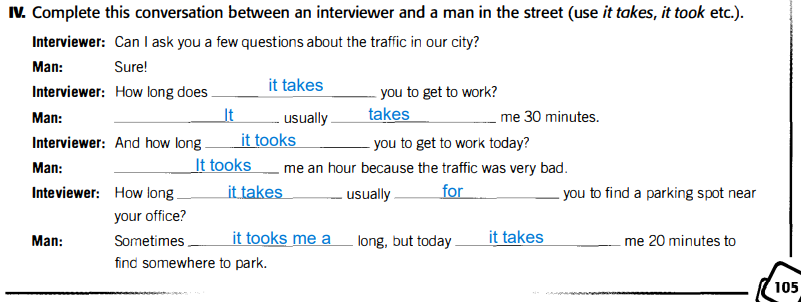 IV. Complete this conversation between an interviewer and a man in the street (use it takes, it took etc.).
Interviewer: Can I ask you a few questions about the traffic in our city?
Man: Sure!
Interviewer: How long does it takes you to get to work?
Man: It usually takes me 30 minutes.
Interviewer: And how long it tooks you to get to work today?
Man: It tooks me an hour because the traffic was very bad.
Inteviewer: How long it takes usually for you to find a parking spot near
your office?
Man: Sometimes it tooks me a long, but today it takes me 20 minutes to
find somewhere to park.
105